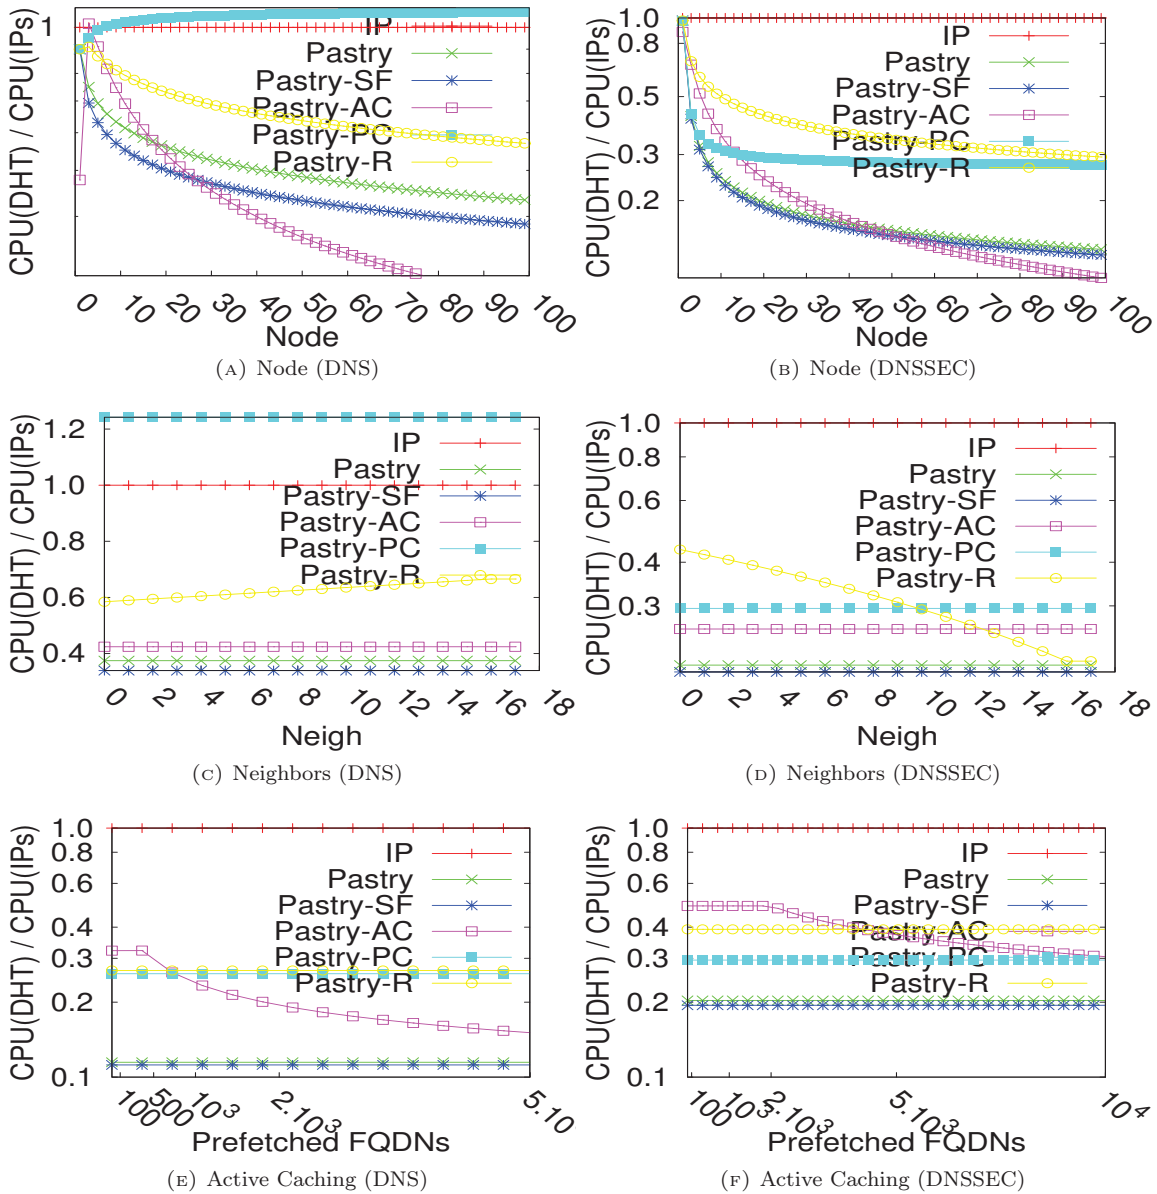 CPU(DHT) / CPU(IPs)
1
IP
Pastry
Pastry-SF
Pastry-AC
Pastry-PC
Pastry-R
0 10 20 30 40 50 60 70 80 90 100
Node
(A) Node (DNS)
CPU(DHT) / CPU(IPs)
1.0
0.8
0.5
0.3
0.2
IP
Pastry
Pastry-SF
Pastry-AC
Pastry-PC
Pastry-R
0 10 20 30 40 50 60 70 80 90 100
Node
(B) Node (DNSSEC)
CPU(DHT) / CPU(IPs)
1.2
1.0
0.8
0.6
0.4
IP
Pastry
Pastry-SF
Pastry-AC
Pastry-PC
Pastry-R
0 2 4 6 8 10 12 14 16 18
Neigh
(C) Neighbors (DNS)
CPU(DHT) / CPU(IPs)
1.0
0.8
0.6
0.4
0.3
IP
Pastry
Pastry-SF
Pastry-AC
Pastry-PC
Pastry-R
0 2 4 6 8 10 12 14 16 18
Neigh
(D) Neighbors (DNSSEC)
CPU(DHT) / CPU(IPs)
1.0
0.8
0.6
0.4
0.3
0.2
0.1
IP
Pastry
Pastry-SF
Pastry-AC
Pastry-PC
Pastry-R
100 500 10³ 2.10³ 5.10
Prefetched FQDNs
(E) Active Caching (DNS)
CPU(DHT) / CPU(IPs)
1.0
0.8
0.6
0.4
0.3
0.2
0.1
IP
Pastry
Pastry-SF
Pastry-AC
Pastry-PC
Pastry-R
100 10³ 2.10³ 5.10³ 10⁴
Prefetched FQDNs
(F) Active Caching (DNSSEC)